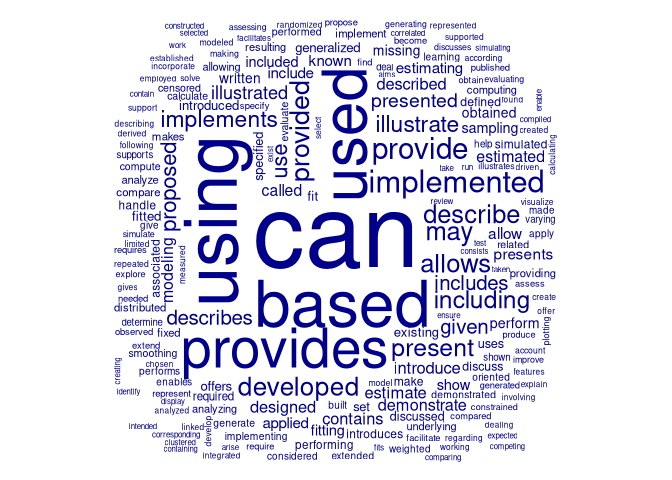 constructed
selected
assessing
randomized
propose
generating
represented
facilitates
performed
implement
correlated
become
work
modeled
resulting
generalized
missing
discusses
simulating
supported
making
established
allowing
included
known
find
deal
learning
according
incorporate
include
estimating
aims
published
employed
solve
censored
written
described
obtain
evaluating
contain
calculate
illustrated
computing
support
introduced
specify
presented
defined
found
enable
implements
evaluate
provided
select
used
illustrate
obtained
compiled
describing
sampling
created
derived
makes
following
supports
proposed
using
specified
exist
use
provide
help
simulated
calculating
compute
estimated
analyze
called
fit
take
run
illustrates
driven
compare
implemented
handle
modeling
can
review
visualize
fitted
describe
made
give
varying
simulate
associated
measured
may
allow
apply
limited
test
related
requires
consists
presents
repeated
allows
taken
providing
explore
gives
includes
assess
needed
based
including
create
distributed
ensure
offer
determine
describes
given
perform
plotting
observed
fixed
existing
produce
extend
provides
present
uses
account
smoothing
shown
improve
performs
chosen
introduce
discuss
creating
enables
oriented
features
offers
developed
model
make
show
generated
explain
identify
represent
required
estimate
demonstrated
involving
display
designed
built
set
demonstrate
constrained
analyzed
analyzing
contains
discussed
compared
intended
linked
develop
generate
applied
underlying
dealing
corresponding
implementing
fitting
introduces
facilitate
regarding
expected
clustered
arise
require
performing
fits
weighted
working
competing
containing
integrated
considered
extended
comparing